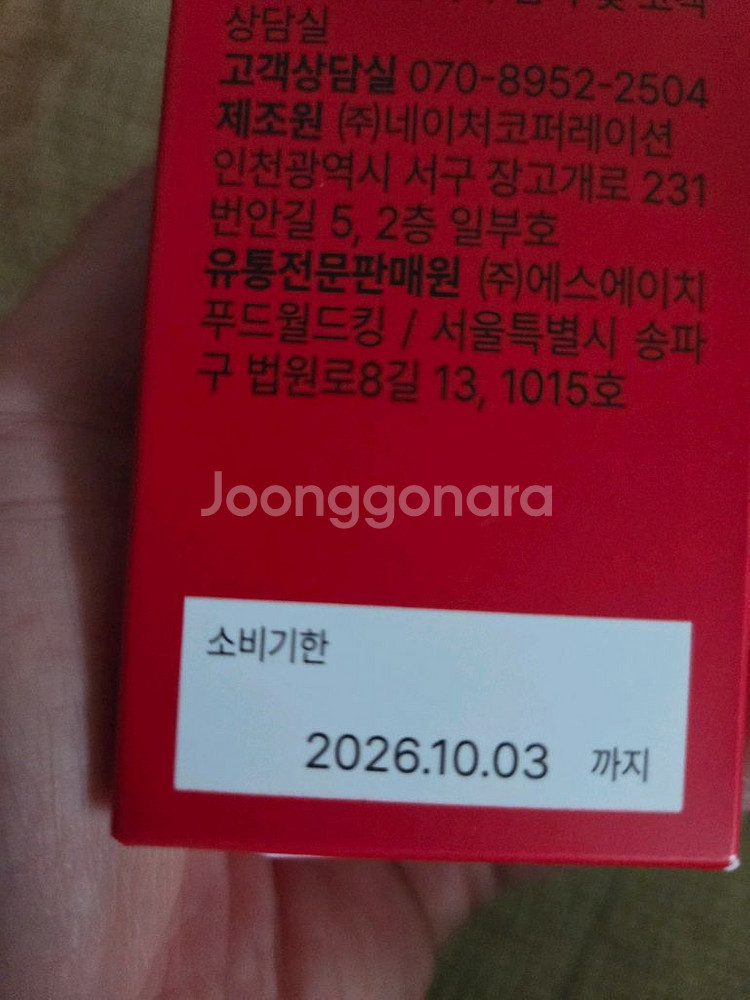 고객
상담실
고객상담실 070-8952-2504
제조원 ㈜네이처코퍼레이션
인천광역시 서구 장고개로 231
번안길 5, 2층 일부호
유통전문판매원 ㈜에스에이치
푸드월드킹 / 서울특별시 송파
구 법원로8길 13, 1015호
Joonggonara
소비기한
2026.10.03 까지